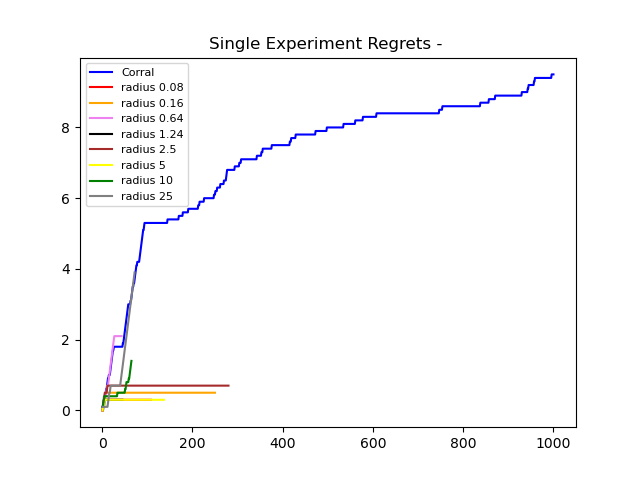 Single Experiment Regrets -
Corral
radius 0.08
radius 0.16
radius 0.64
radius 1.24
radius 2.5
radius 5
radius 10
radius 25
8
6
4
2
0
0 200 400 600 800 1000